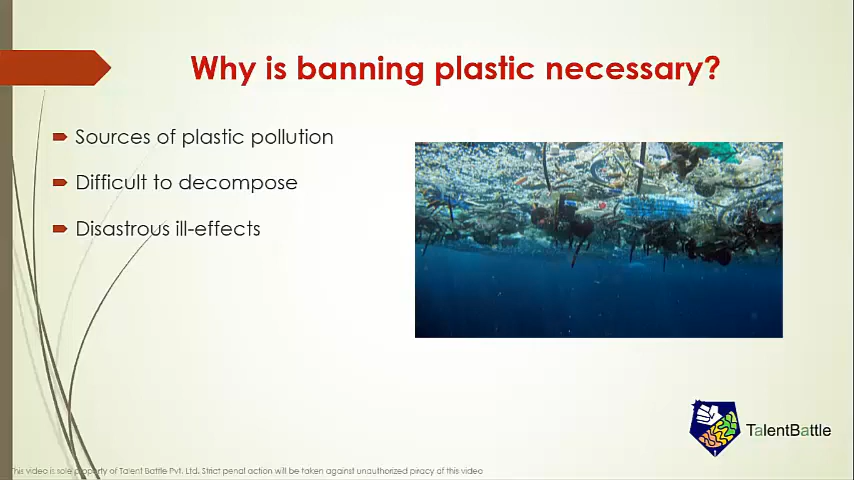 Why is banning plastic necessary?
Sources of plastic pollution
Difficult to decompose
Disastrous ill-effects
TalentBattle
This video is sole property of Talent Battle Pvt. Ltd. Strict penal action will be taken against unauthorized piracy of this video